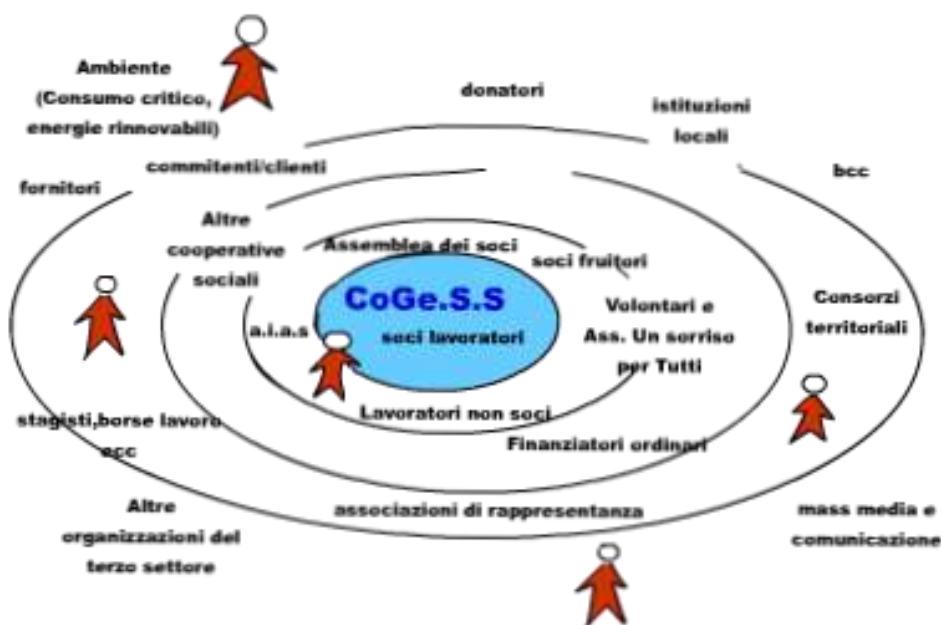 Ambiente
(Consumo critico,
energie rinnovabili)
donatori
istituzioni
locali
commitenti/clienti
bcc
fornitori
Altre
cooperative
sociali
Assemblea dei soci
soci fruitori
CoGe.S.S
Volontari e
Ass. Un sorriso
per Tutti
Consorzi
territoriali
a.i.a.s
soci lavoratori
Lavoratori non soci
stagisti,borse lavoro
ecc
Finanziatori ordinari
Altre
organizzazioni del
terzo settore
associazioni di rappresentanza
mass media e
comunicazione